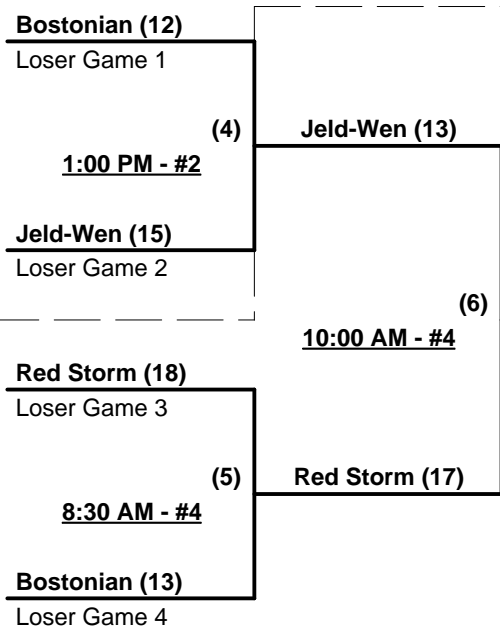 Bostonian (12)
Loser Game 1
(4)
Jeld-Wen (13)
1:00 PM - #2
Jeld-Wen (15)
Loser Game 2
(6)
10:00 AM - #4
Red Storm (18)
Loser Game 3
(5)
Red Storm (17)
8:30 AM - #4
Bostonian (13)
Loser Game 4